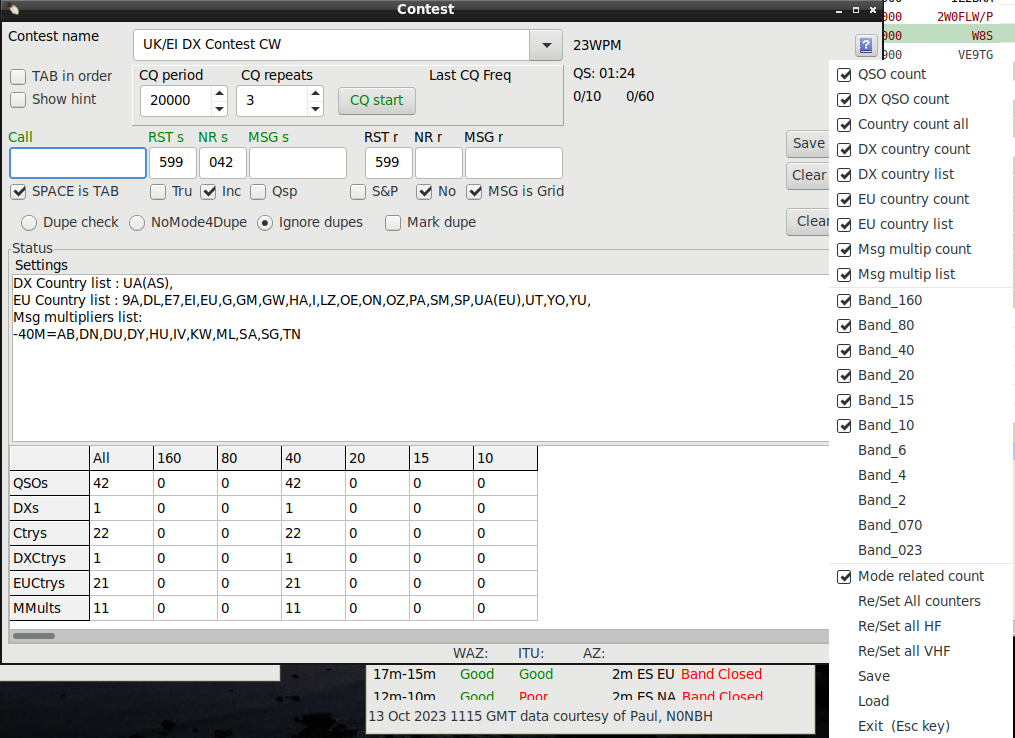 Contest
000 2W0FLW/P
000 W8S
900 VE9TG
Contest name
UK/EI DX Contest CW
23WPM
TAB in order
Show hint
CQ period
CQ repeats
Last CQ Freq
20000
3
CQ start
QS: 01:24
0/10 0/60
Call
RST s
NR s
MSG s
RST r
NR r
MSG r
599
042
599
Save
Clear
SPACE is TAB
Tru
Inc
Qsp
S&P
No
MSG is Grid
Dupe check
NoMode4Dupe
Ignore dupes
Mark dupe
Clear
Status
Settings
DX Country list : UA(AS),
EU Country list : 9A,DL,E7,EI,EU,G,GM,GW,HA,I,LZ,OE,ON,OZ,PA,SM,SP,UA(EU),UT,YO,YU,
Msg multipliers list:
-40M=AB,DN,DU,DY,HU,IV,KW,ML,SA,SG,TN
All 160 80 40 20 15 10
QSOs 42 0 0 42 0 0 0
DXs 1 0 0 1 0 0 0
Ctrys 22 0 0 22 0 0 0
DXCtrys 1 0 0 1 0 0 0
EUCtrys 21 0 0 21 0 0 0
MMults 11 0 0 11 0 0 0
WAZ: ITU: AZ:
17m-15m Good Good 2m ES EU Band Closed
12m-10m Good Poor 2m ES NA Band Closed
13 Oct 2023 1115 GMT data courtesy of Paul, N0NBH
?
QSO count
DX QSO count
Country count all
DX country count
DX country list
EU country count
EU country list
Msg multip count
Msg multip list
Band_160
Band_80
Band_40
Band_20
Band_15
Band_10
Band_6
Band_4
Band_2
Band_070
Band_023
Mode related count
Re/Set All counters
Re/Set all HF
Re/Set all VHF
Save
Load
Exit (Esc key)